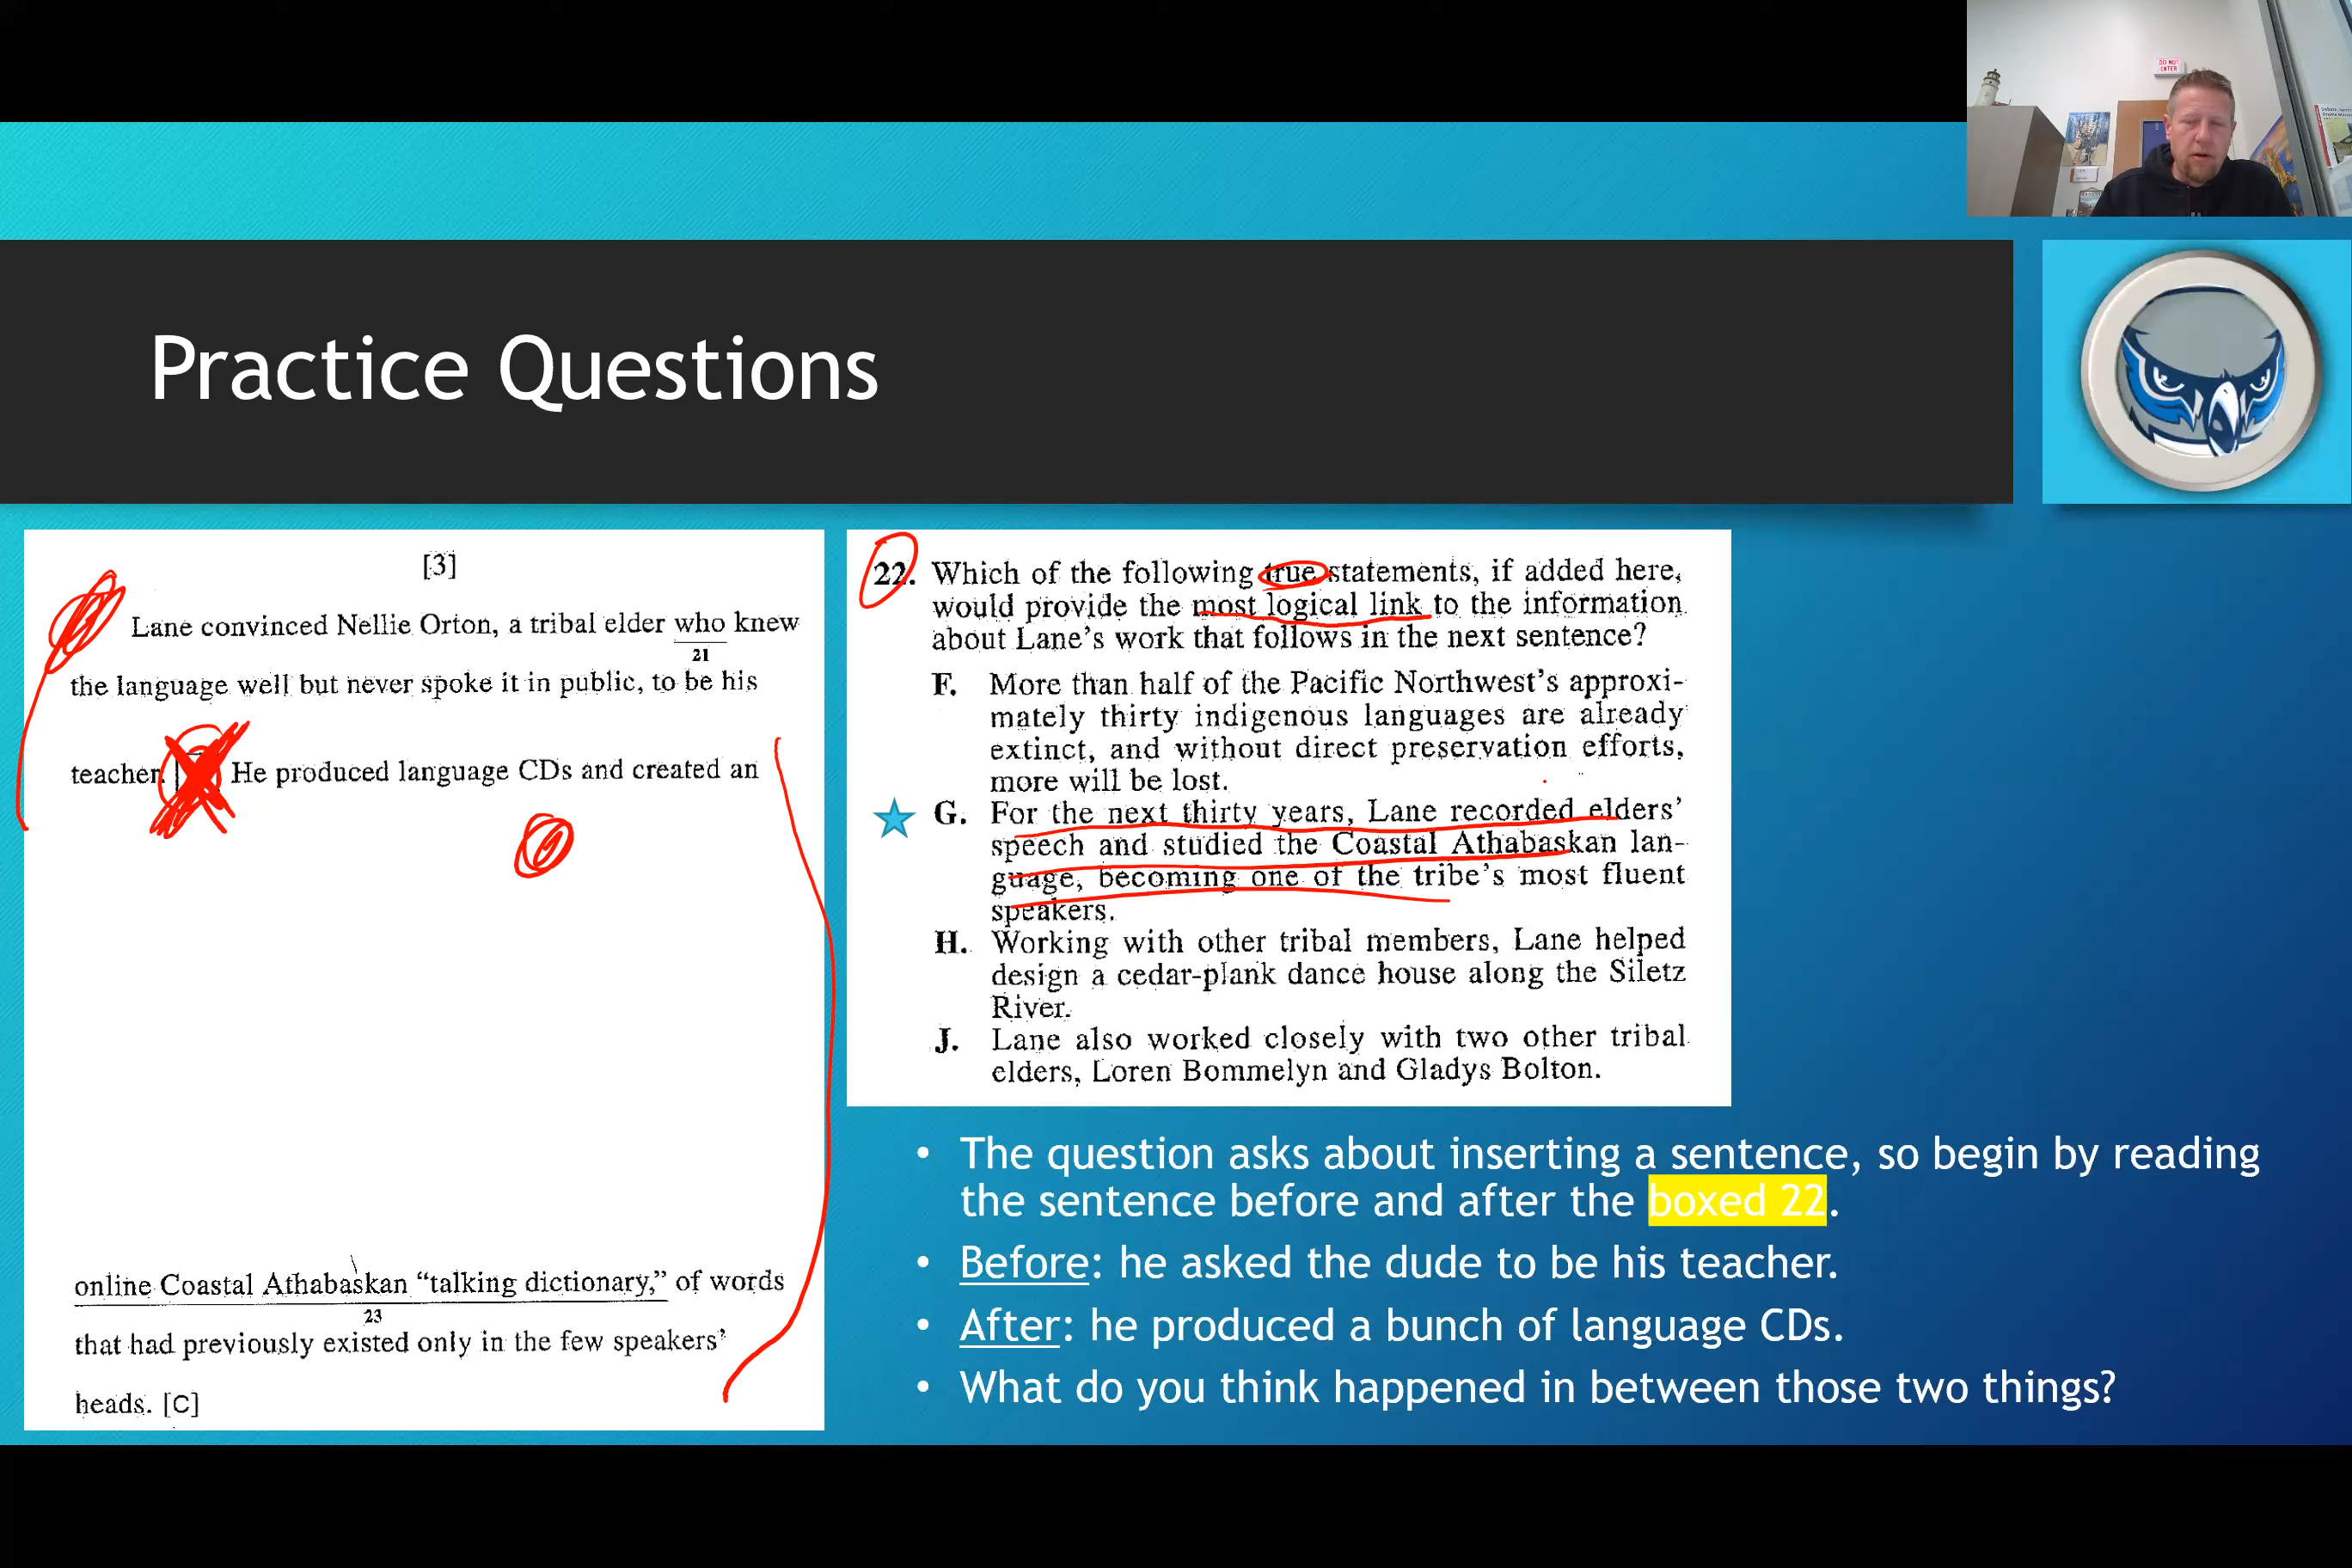 DO NOT
ENTER
Practice Questions
[3]
Lane convinced Nellie Orton, a tribal elder who knew
21
the language well but never spoke it in public, to be his
teacher. He produced language CDs and created an
online Coastal Athabaskan “talking dictionary,” of words
23
that had previously existed only in the few speakers’
heads. [C]
22. Which of the following true statements, if added here,
would provide the most logical link to the information
about Lane’s work that follows in the next sentence?
F. More than half of the Pacific Northwest’s approxi-
mately thirty indigenous languages are already
extinct, and without direct preservation efforts,
more will be lost.
G. For the next thirty years, Lane recorded elders’
speech and studied the Coastal Athabaskan lan-
guage, becoming one of the tribe’s most fluent
speakers.
H. Working with other tribal members, Lane helped
design a cedar-plank dance house along the Siletz
River.
J. Lane also worked closely with two other tribal
elders, Loren Bommelyn and Gladys Bolton.
• The question asks about inserting a sentence, so begin by reading
the sentence before and after the boxed 22.
• Before: he asked the dude to be his teacher.
• After: he produced a bunch of language CDs.
• What do you think happened in between those two things?